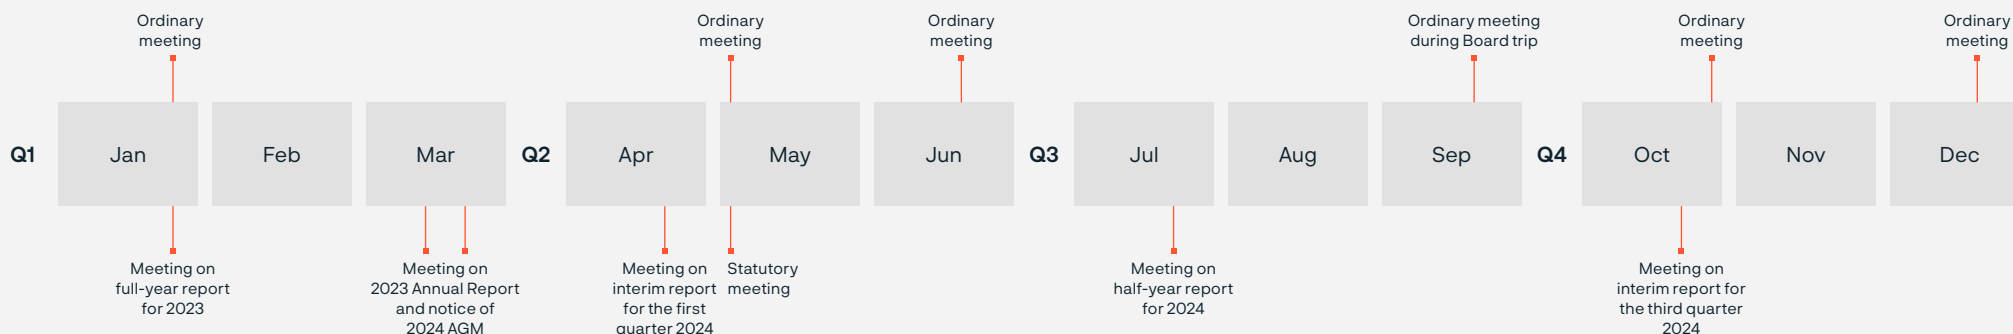 Ordinary
meeting
Ordinary
meeting
Ordinary
meeting
Ordinary meeting
during Board trip
Ordinary
meeting
Ordinary
meeting
Q1
Jan
Feb
Mar
Q2
Apr
May
Jun
Q3
Jul
Aug
Sep
Q4
Oct
Nov
Dec
Meeting on
full-year report
for 2023
Meeting on
2023 Annual Report
and notice of
2024 AGM
Meeting on
interim report
for the first
quarter 2024
Statutory
meeting
Meeting on
half-year report
for 2024
Meeting on
interim report for
the third quarter
2024